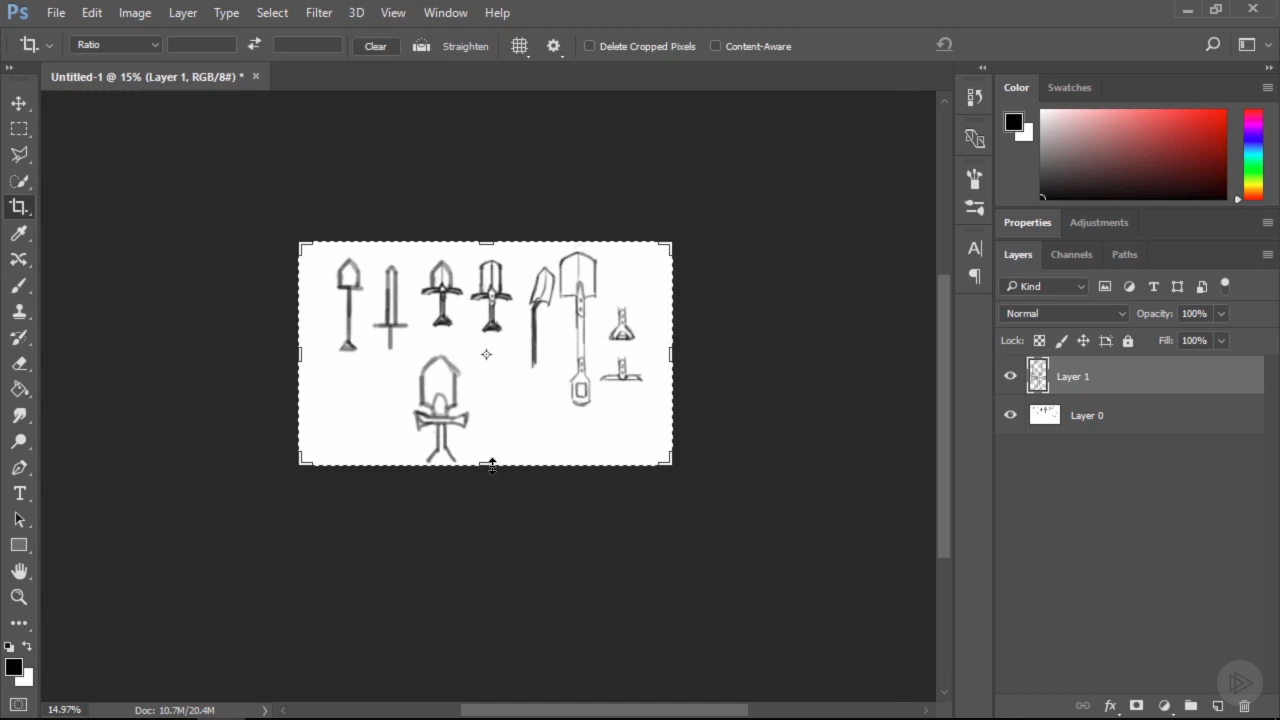 Ps File Edit Image Layer Type Select Filter 3D View Window Help
Ratio Clear Straighten Delete Cropped Pixels Content-Aware
Untitled-1 @ 15% (Layer 1, RGB/8#) *
Color Swatches
Properties Adjustments
Layers Channels Paths
Kind
Normal Opacity: 100%
Lock: Fill: 100%
Layer 1
Layer 0
14.97% Doc: 10.7M/20.4M